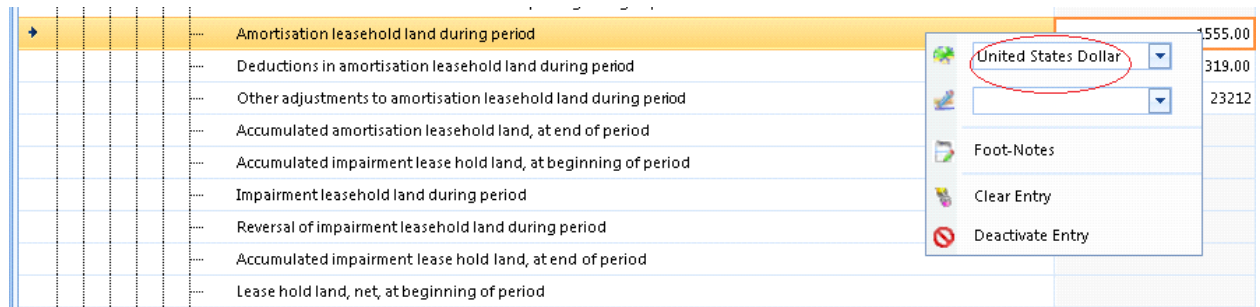 Amortisation leasehold land during period
1555.00
United States Dollar
Deductions in amortisation leasehold land during period
319.00
Other adjustments to amortisation leasehold land during period
23212
Accumulated amortisation leasehold land, at end of period
Foot-Notes
Accumulated impairment lease hold land, at beginning of period
Impairment leasehold land during period
Clear Entry
Reversal of impairment leasehold land during period
Deactivate Entry
Accumulated impairment lease hold land, at end of period
Lease hold land, net, at beginning of period